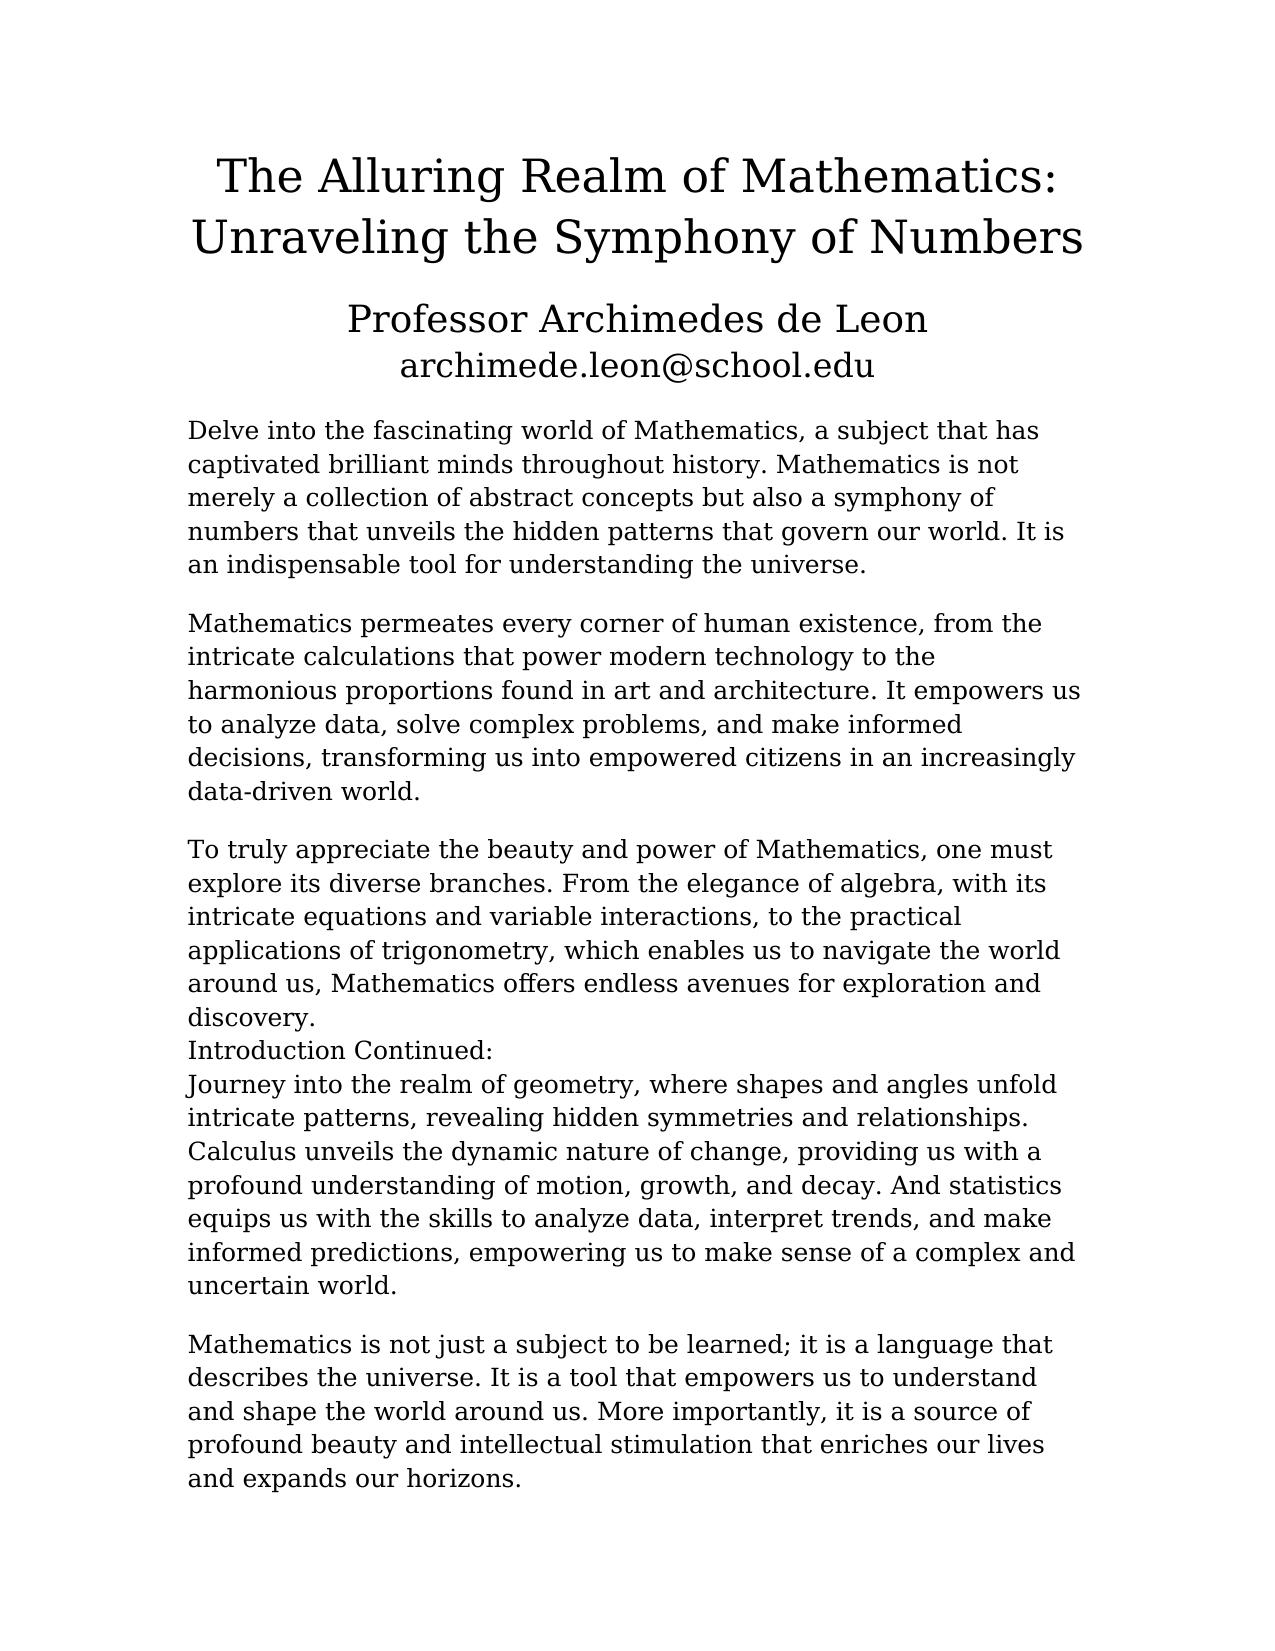 The Alluring Realm of Mathematics:
Unraveling the Symphony of Numbers
Professor Archimedes de Leon
archimede.leon@school.edu
Delve into the fascinating world of Mathematics, a subject that has
captivated brilliant minds throughout history. Mathematics is not
merely a collection of abstract concepts but also a symphony of
numbers that unveils the hidden patterns that govern our world. It is
an indispensable tool for understanding the universe.
Mathematics permeates every corner of human existence, from the
intricate calculations that power modern technology to the
harmonious proportions found in art and architecture. It empowers us
to analyze data, solve complex problems, and make informed
decisions, transforming us into empowered citizens in an increasingly
data-driven world.
To truly appreciate the beauty and power of Mathematics, one must
explore its diverse branches. From the elegance of algebra, with its
intricate equations and variable interactions, to the practical
applications of trigonometry, which enables us to navigate the world
around us, Mathematics offers endless avenues for exploration and
discovery.
Introduction Continued:
Journey into the realm of geometry, where shapes and angles unfold
intricate patterns, revealing hidden symmetries and relationships.
Calculus unveils the dynamic nature of change, providing us with a
profound understanding of motion, growth, and decay. And statistics
equips us with the skills to analyze data, interpret trends, and make
informed predictions, empowering us to make sense of a complex and
uncertain world.
Mathematics is not just a subject to be learned; it is a language that
describes the universe. It is a tool that empowers us to understand
and shape the world around us. More importantly, it is a source of
profound beauty and intellectual stimulation that enriches our lives
and expands our horizons.